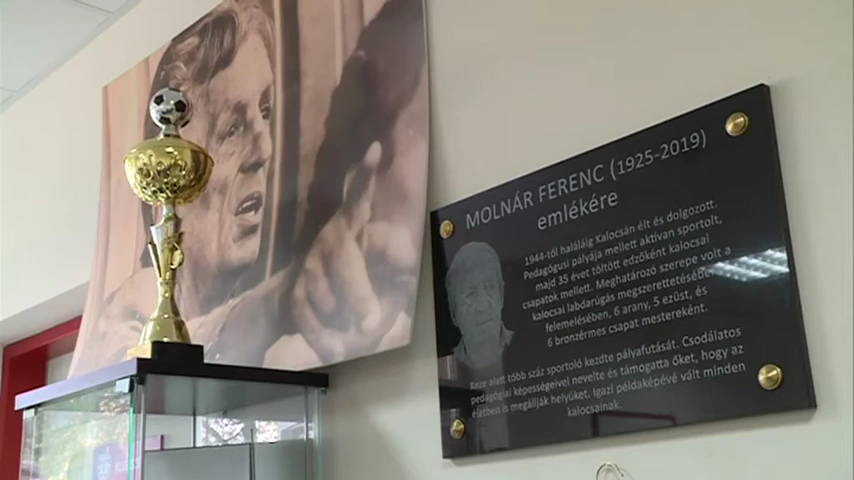 MOLNÁR FERENC (1925-2019)
emlékére
1944-től haláláig Kalocsán élt és dolgozott.
Pedagógusi pályája mellett aktívan sportolt,
majd 35 évet töltött edzőként kalocsai
csapatok mellett. Meghatározó szerepe volt a
kalocsai labdarúgás megszerettetésében
felemelésében, 6 arany, 5 ezüst, és
6 bronzérmes csapat mestereként.
Keze alatt több száz sportoló kezdte pályafutását. Csodálatos
pedagógiai képességeivel nevelte és támogatta őket, hogy az
életben is megállják helyüket. Igazi példaképévé vált minden
kalocsainak.